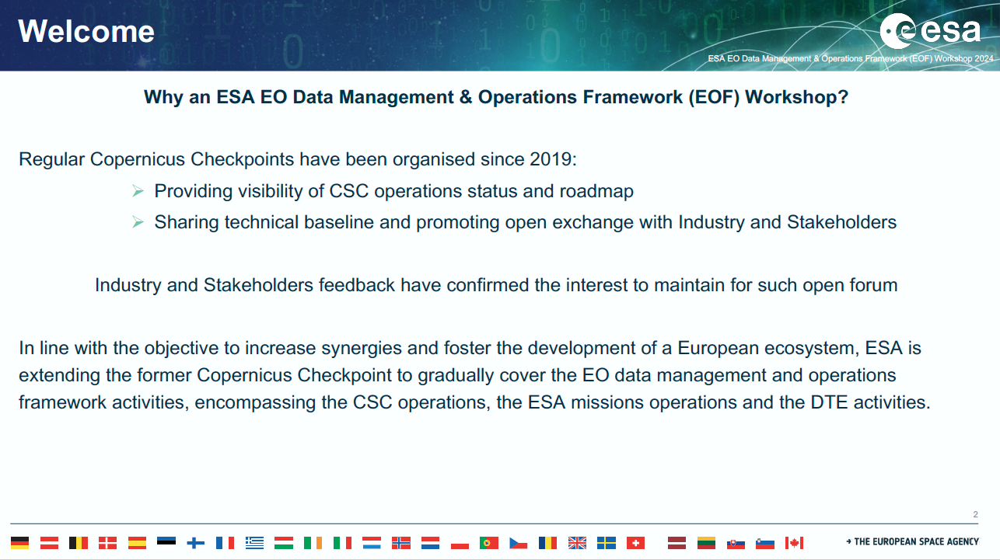 Welcome
esa
ESA EO Data Management & Operations Framework (EOF) Workshop 2024
Why an ESA EO Data Management & Operations Framework (EOF) Workshop?
Regular Copernicus Checkpoints have been organised since 2019:
➢ Providing visibility of CSC operations status and roadmap
➢ Sharing technical baseline and promoting open exchange with Industry and Stakeholders
Industry and Stakeholders feedback have confirmed the interest to maintain for such open forum
In line with the objective to increase synergies and foster the development of a European ecosystem, ESA is
extending the former Copernicus Checkpoint to gradually cover the EO data management and operations
framework activities, encompassing the CSC operations, the ESA missions operations and the DTE activities.
2
→ THE EUROPEAN SPACE AGENCY